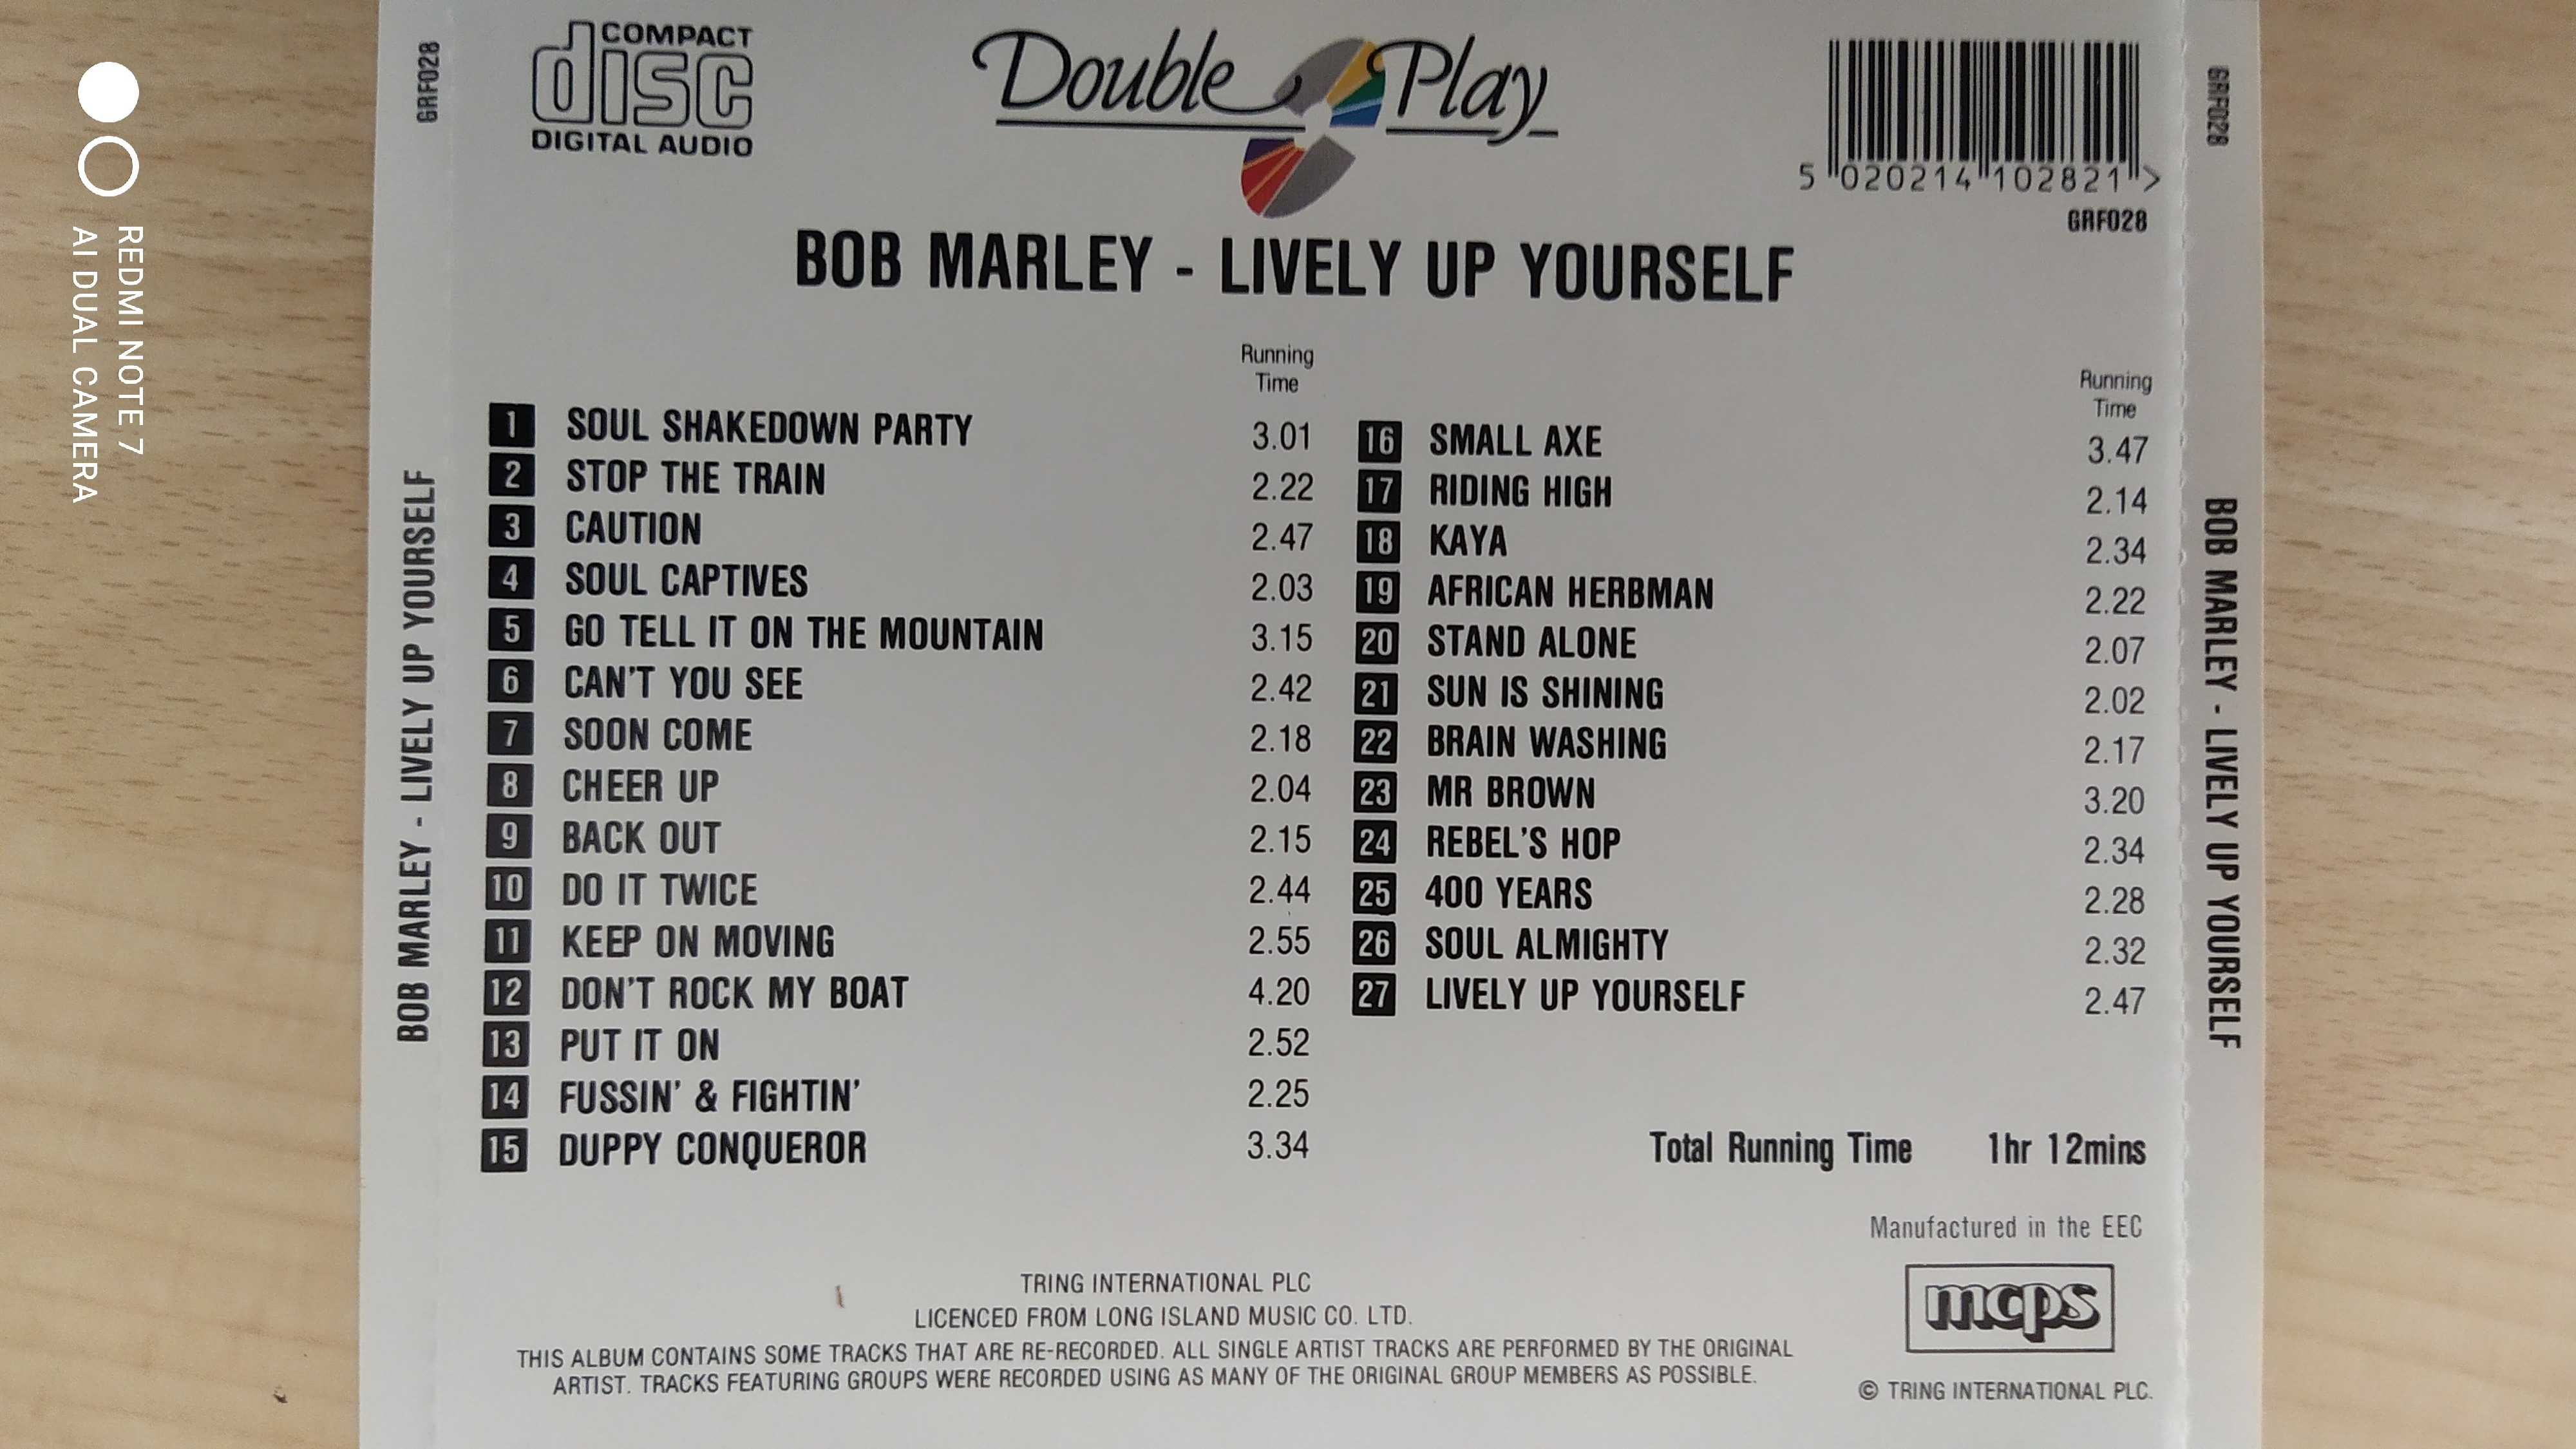 COMPACT
disc
DIGITAL AUDIO
Double Play
5 020214 102821 >
GRF028
BOB MARLEY - LIVELY UP YOURSELF
Running
Time
1 SOUL SHAKEDOWN PARTY 3.01
2 STOP THE TRAIN 2.22
3 CAUTION 2.47
4 SOUL CAPTIVES 2.03
5 GO TELL IT ON THE MOUNTAIN 3.15
6 CAN'T YOU SEE 2.42
7 SOON COME 2.18
8 CHEER UP 2.04
9 BACK OUT 2.15
10 DO IT TWICE 2.44
11 KEEP ON MOVING 2.55
12 DON'T ROCK MY BOAT 4.20
13 PUT IT ON 2.52
14 FUSSIN' & FIGHTIN' 2.25
15 DUPPY CONQUEROR 3.34
Running
Time
16 SMALL AXE 3.47
17 RIDING HIGH 2.14
18 KAYA 2.34
19 AFRICAN HERBMAN 2.22
20 STAND ALONE 2.07
21 SUN IS SHINING 2.02
22 BRAIN WASHING 2.17
23 MR BROWN 3.20
24 REBEL'S HOP 2.34
25 400 YEARS 2.28
26 SOUL ALMIGHTY 2.32
27 LIVELY UP YOURSELF 2.47
Total Running Time 1hr 12mins
Manufactured in the EEC
mcps
TRING INTERNATIONAL PLC
LICENCED FROM LONG ISLAND MUSIC CO. LTD.
THIS ALBUM CONTAINS SOME TRACKS THAT ARE RE-RECORDED. ALL SINGLE ARTIST TRACKS ARE PERFORMED BY THE ORIGINAL
ARTIST. TRACKS FEATURING GROUPS WERE RECORDED USING AS MANY OF THE ORIGINAL GROUP MEMBERS AS POSSIBLE.
© TRING INTERNATIONAL PLC.
GRF028
BOB MARLEY - LIVELY UP YOURSELF
GRF028
BOB MARLEY - LIVELY UP YOURSELF
REDMI NOTE 7
AI DUAL CAMERA